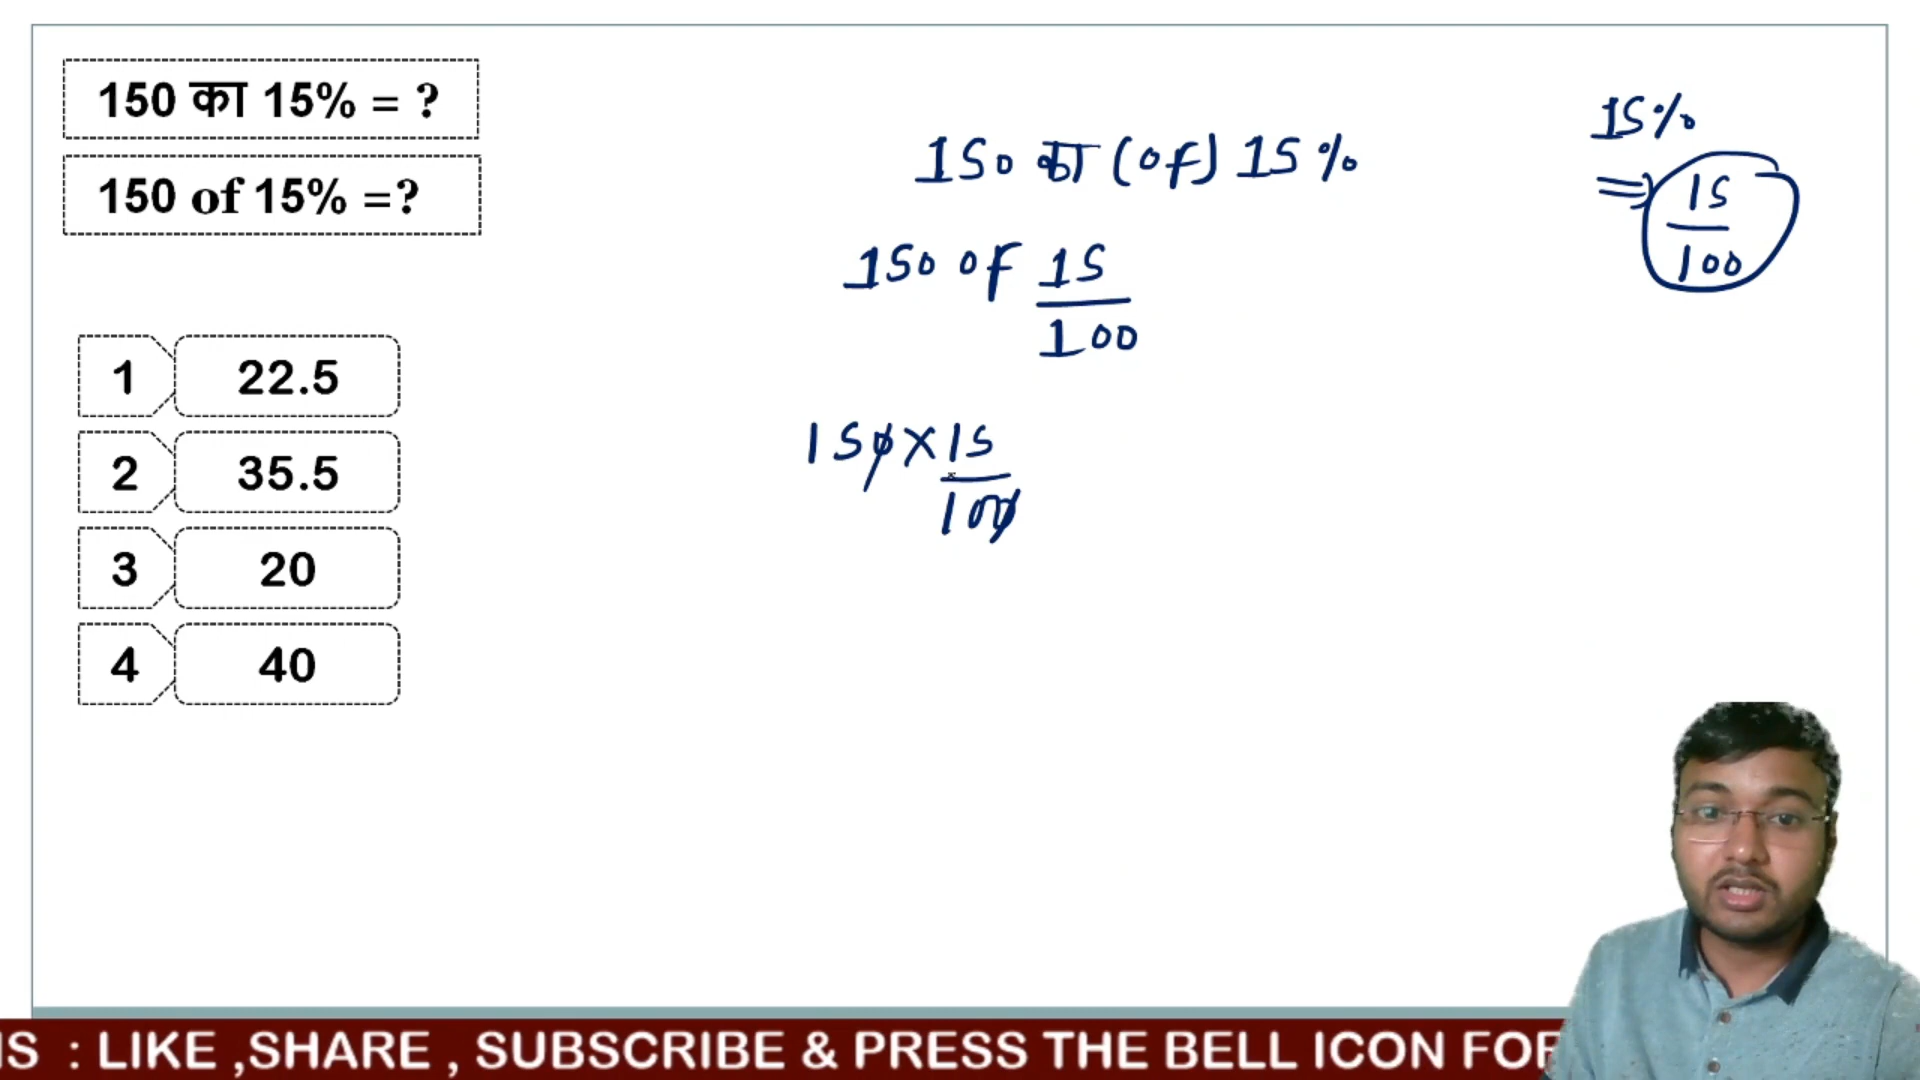 150 का 15% = ?
150 of 15% =?
1 22.5
2 35.5
3 20
4 40
150 का (of) 15%
150 of 15
100
150 × 15
100
15%
⇒ 15
100
IS : LIKE ,SHARE , SUBSCRIBE & PRESS THE BELL ICON FOR